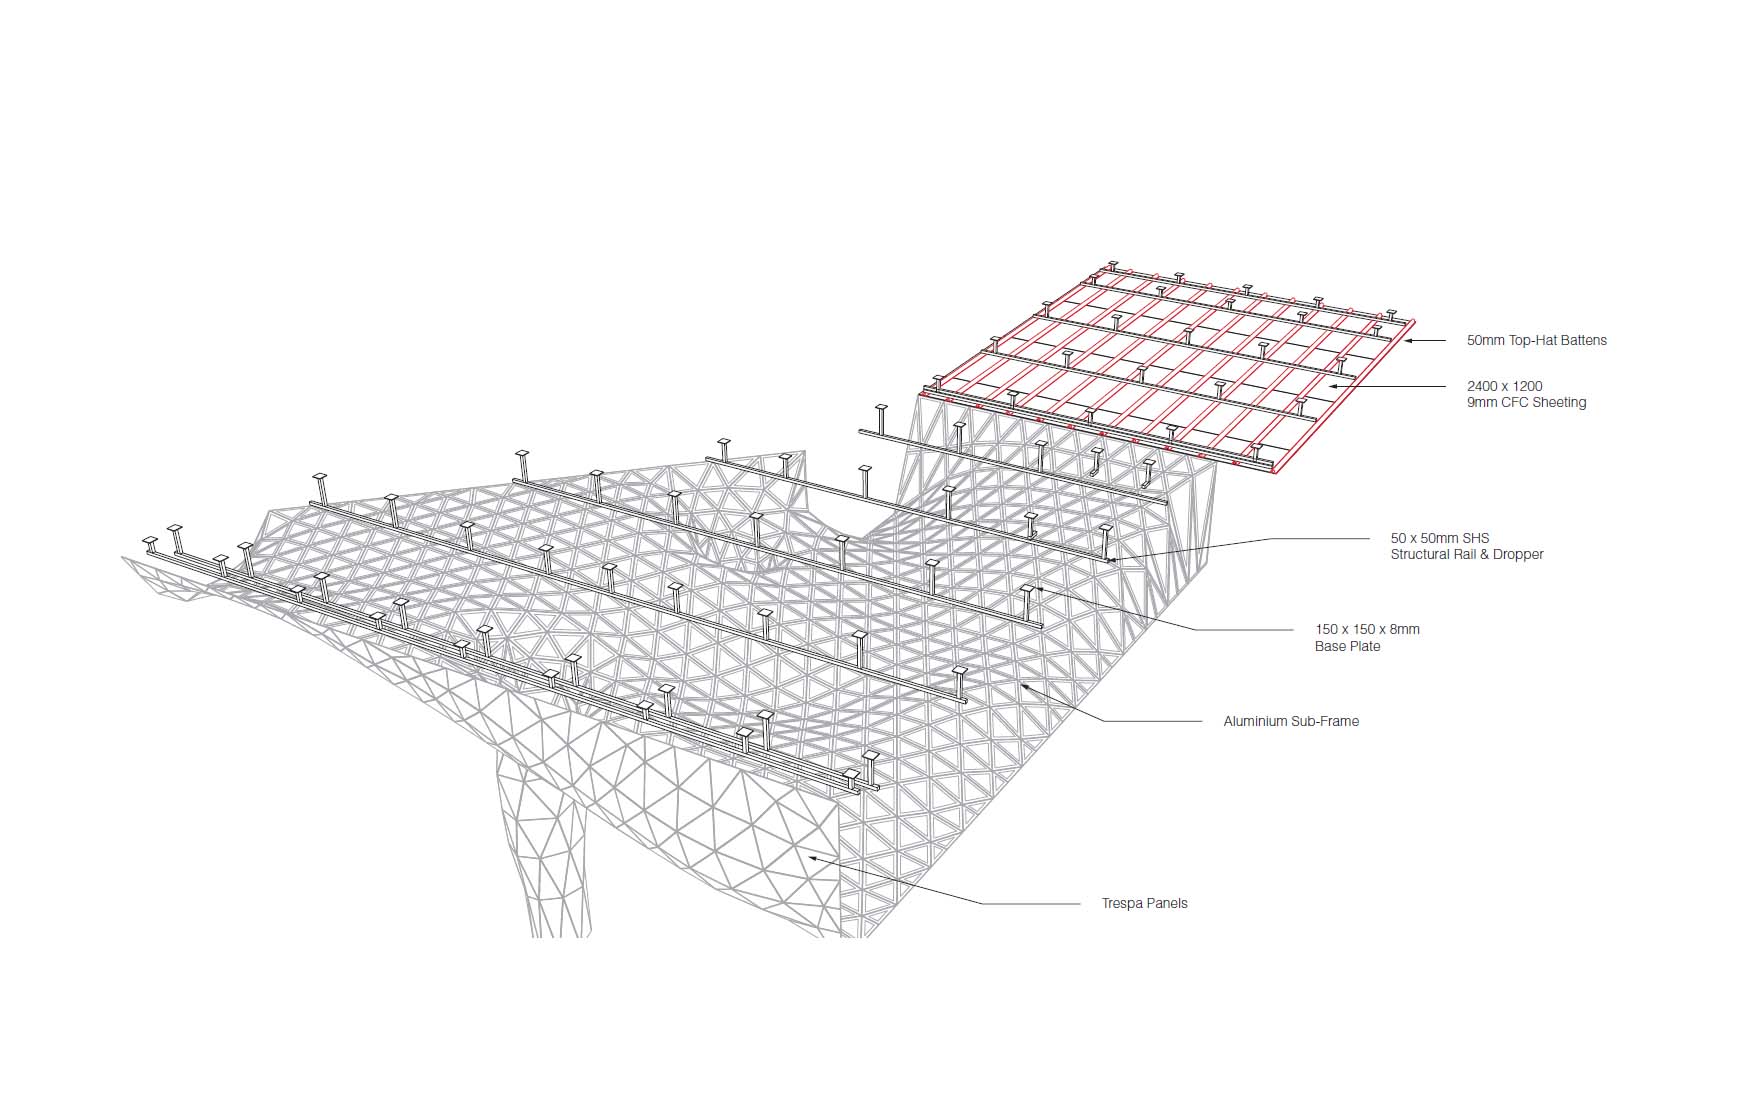 50mm Top-Hat Battens
2400 x 1200
9mm CFC Sheeting
50 x 50mm SHS
Structural Rail & Dropper
150 x 150 x 8mm
Base Plate
Aluminium Sub-Frame
Trespa Panels